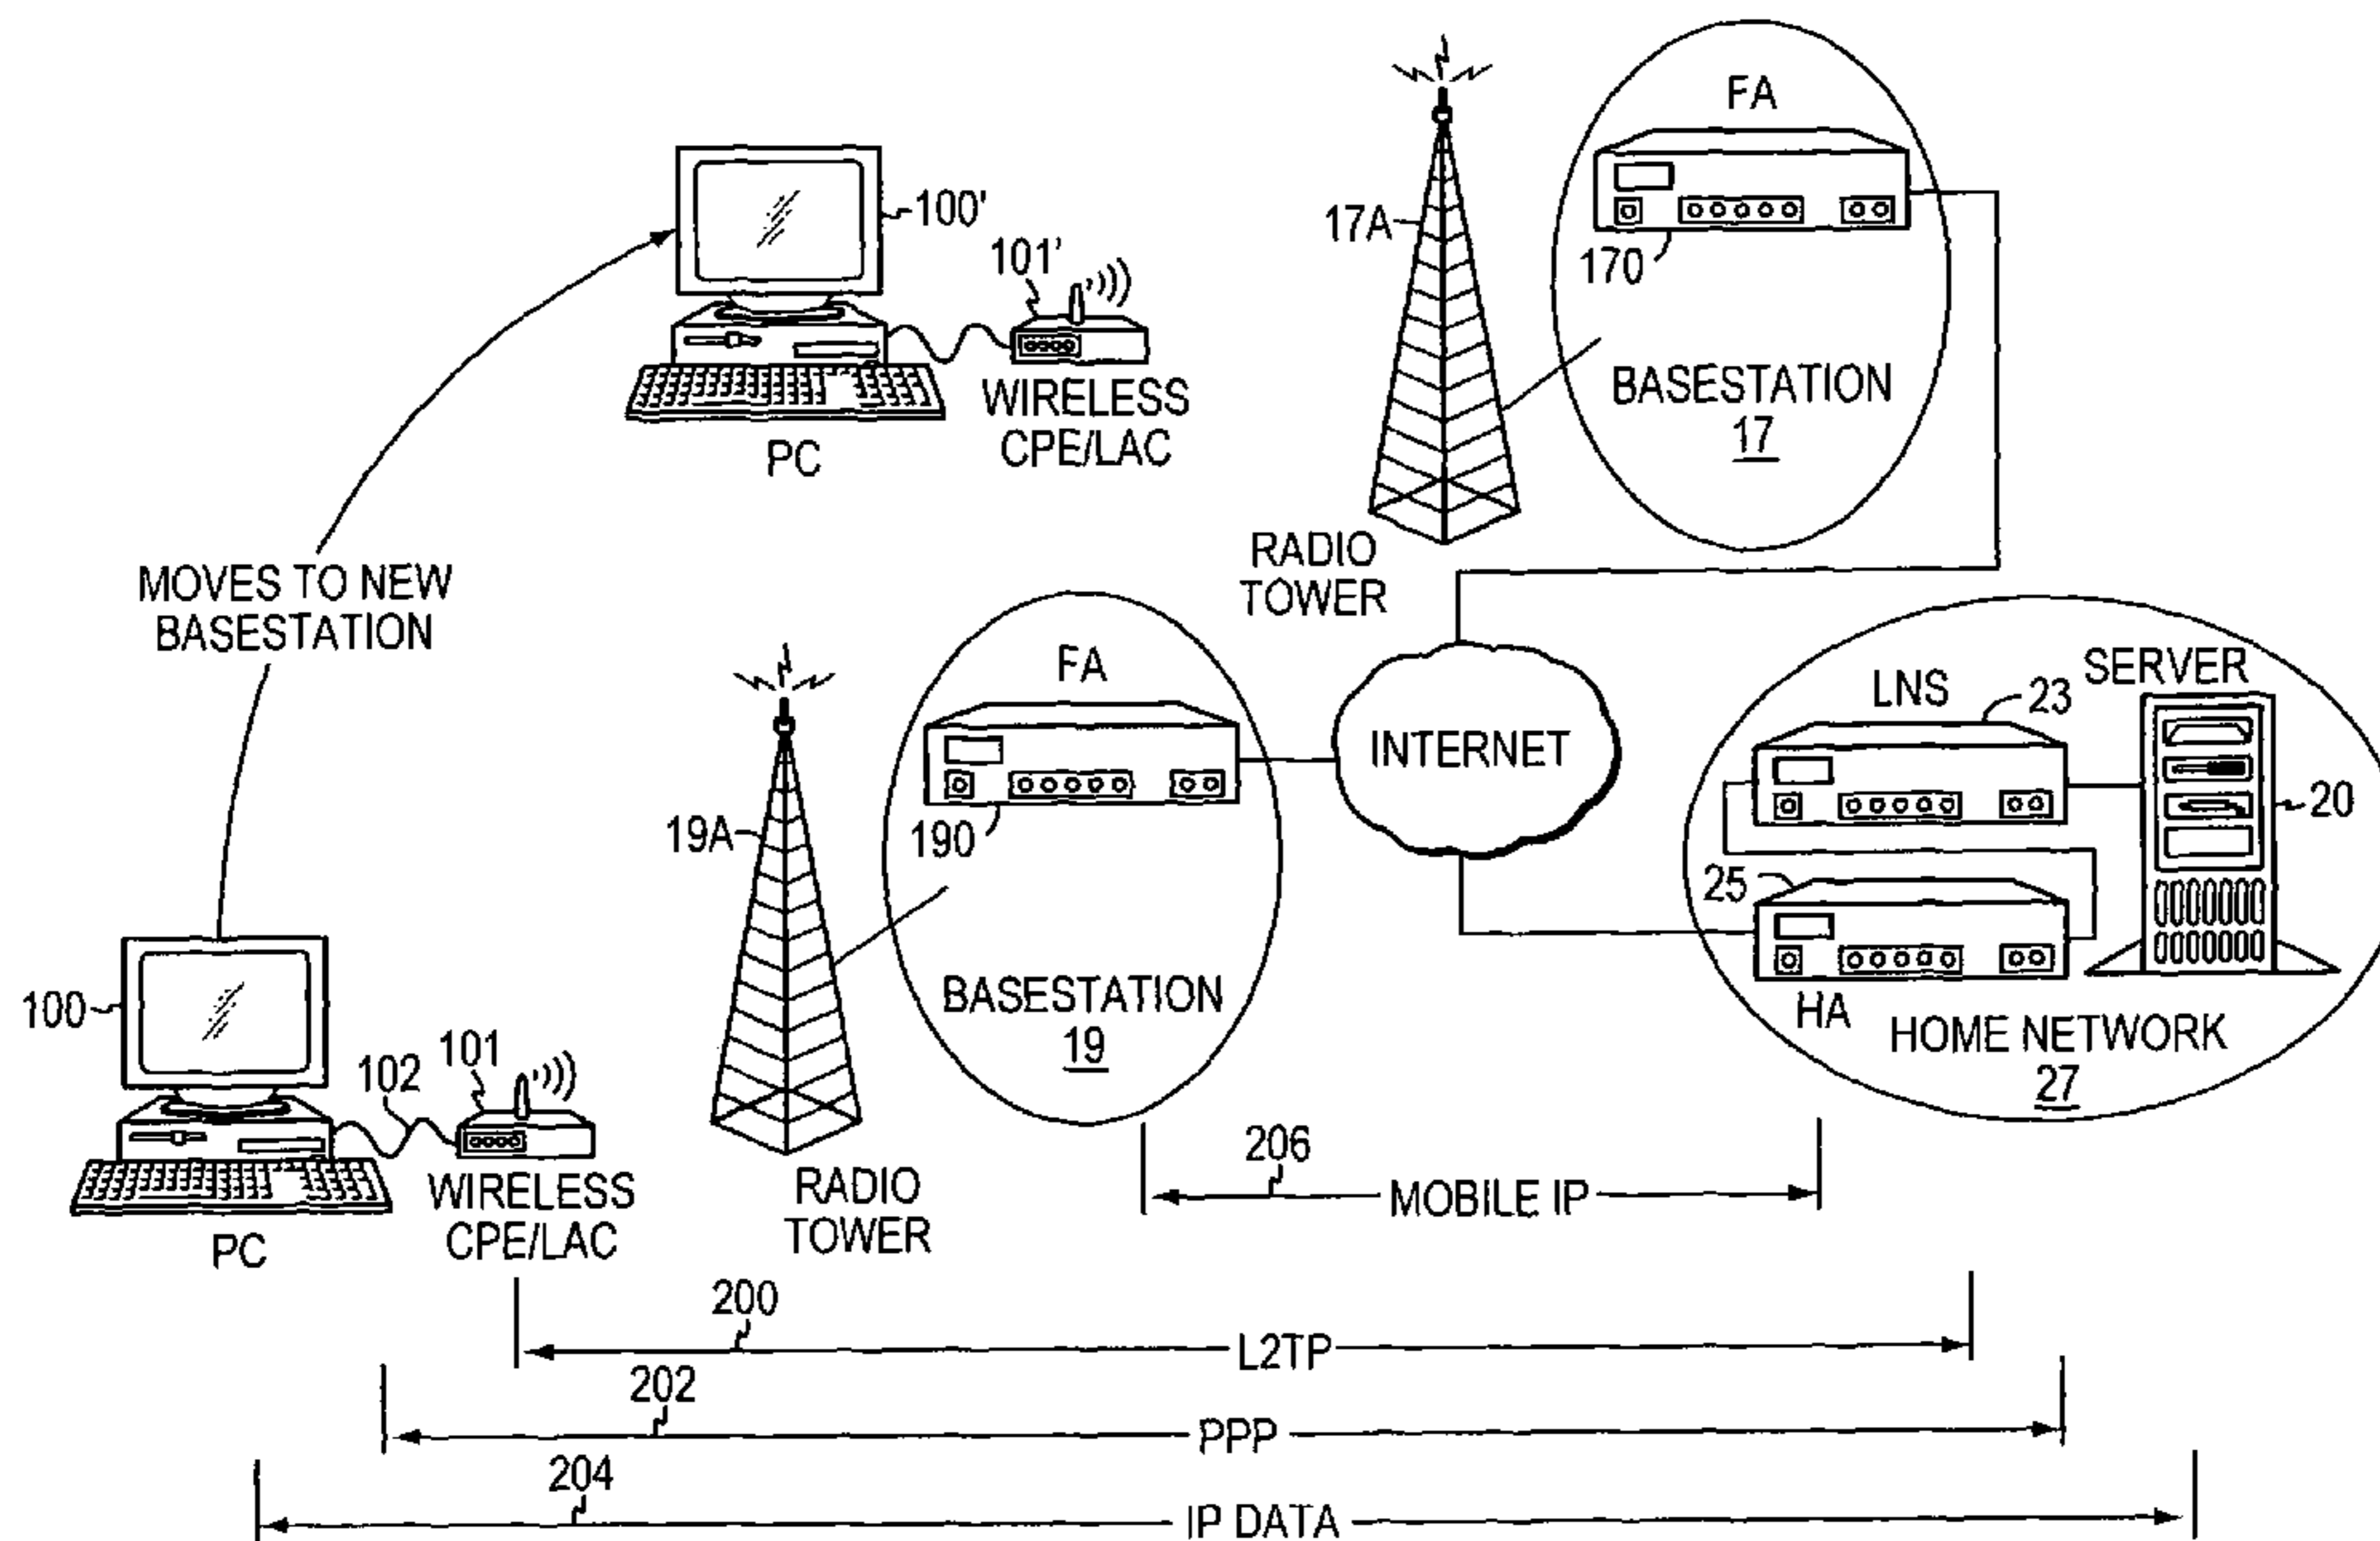 FA
100'
17A
101'
170
WIRELESS
CPE/LAC
BASESTATION
17
PC
RADIO
TOWER
MOVES TO NEW
BASESTATION
FA
SERVER
LNS
23
INTERNET
20
19A
190
25
BASESTATION
19
HA
HOME NETWORK
27
100
102
101
206
MOBILE IP
WIRELESS
CPE/LAC
RADIO
TOWER
PC
200
L2TP
202
PPP
204
IP DATA